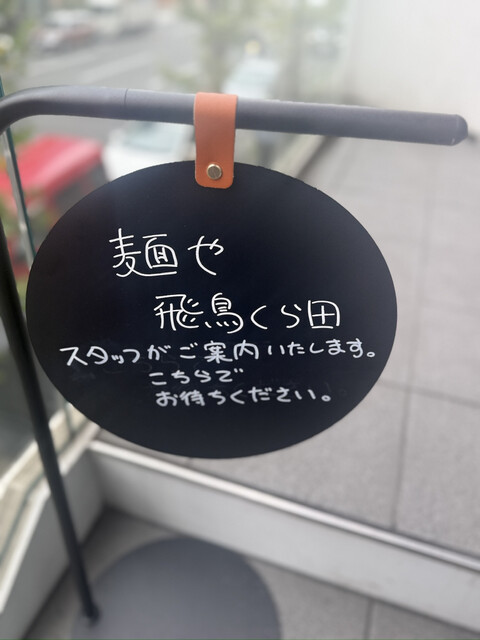 麺や
飛鳥くら田
スタッフがご案内いたします。
こちらで
お待ちください。